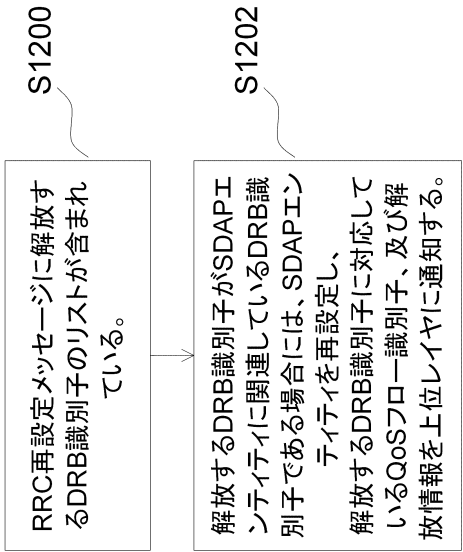 S1200
RRC再設定メッセージに解放す
るDRB識別子のリストが含まれ
ている。
S1202
解放するDRB識別子がSDAPエ
ンティティに関連しているDRB識
別子である場合には、SDAPエン
ティティを再設定し、
解放するDRB識別子に対応して
いるQoSフロー識別子、及び解
放情報を上位レイヤに通知する。